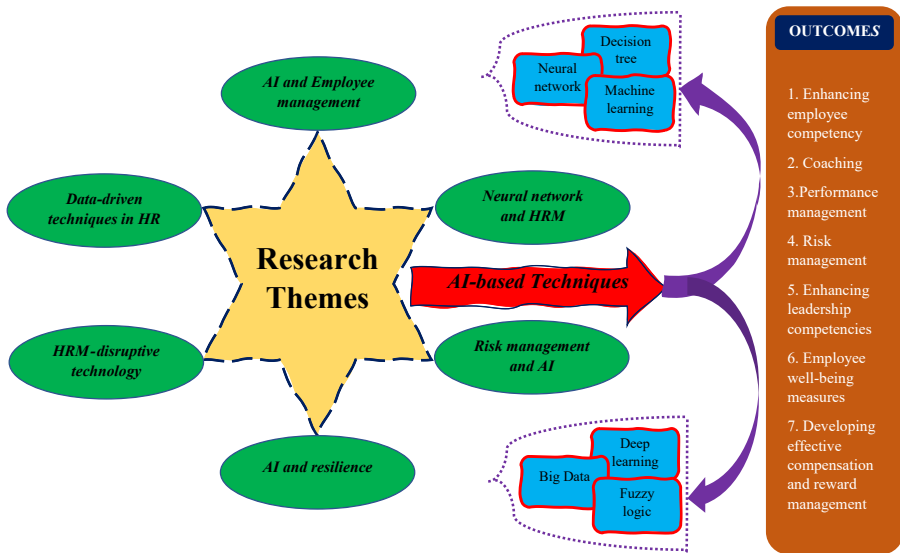 AI and Employee
management
Data-driven
techniques in HR
Neural network
and HRM
Research
Themes
AI-based Techniques
HRM-disruptive
technology
Risk management
and AI
AI and resilience
Decision
tree
Neural
network
Machine
learning
Deep
learning
Big Data
Fuzzy
logic
OUTCOMES
1. Enhancing
employee
competency
2. Coaching
3.Performance
management
4. Risk
management
5. Enhancing
leadership
competencies
6. Employee
well-being
measures
7. Developing
effective
compensation
and reward
management